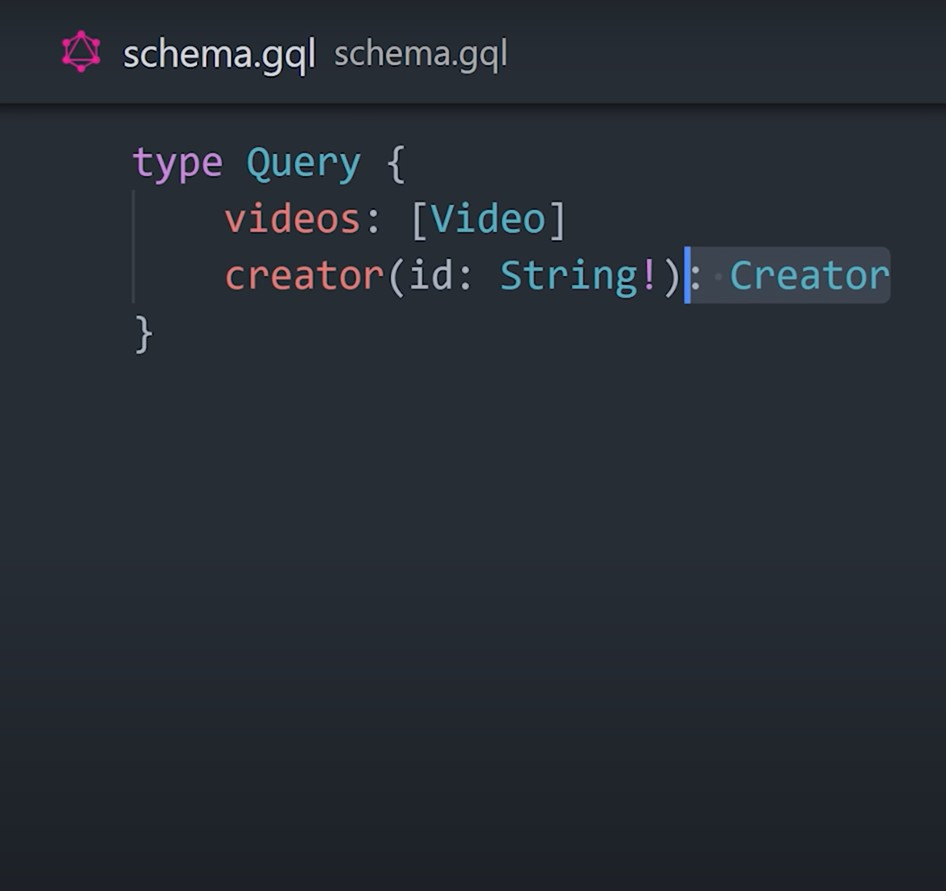 schema.gql schema.gql
type Query {
    videos: [Video]
    creator(id: String!): Creator
}